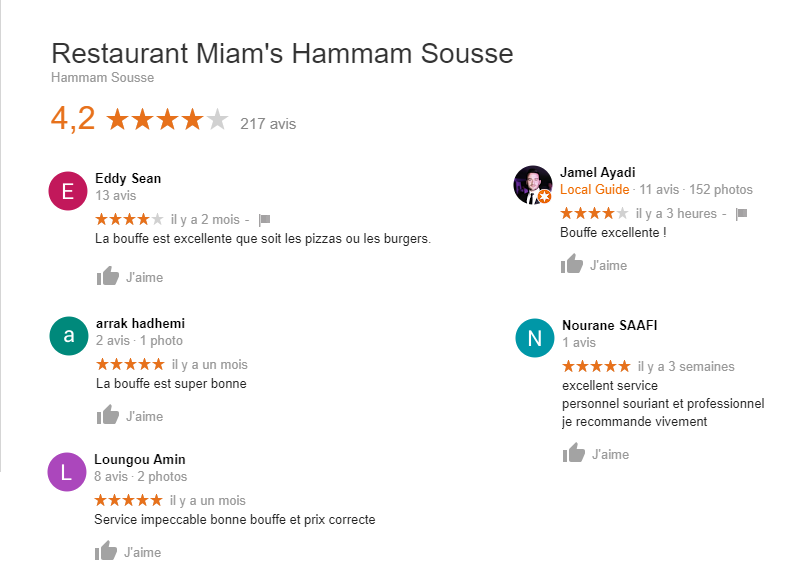 Restaurant Miam's Hammam Sousse
Hammam Sousse
4,2 217 avis
E
Eddy Sean
13 avis
il y a 2 mois -
La bouffe est excellente que soit les pizzas ou les burgers.
J'aime
a
arrak hadhemi
2 avis · 1 photo
il y a un mois
La bouffe est super bonne
J'aime
L
Loungou Amin
8 avis · 2 photos
il y a un mois
Service impeccable bonne bouffe et prix correcte
J'aime
Jamel Ayadi
Local Guide · 11 avis · 152 photos
il y a 3 heures -
Bouffe excellente !
J'aime
N
Nourane SAAFI
1 avis
il y a 3 semaines
excellent service
personnel souriant et professionnel
je recommande vivement
J'aime